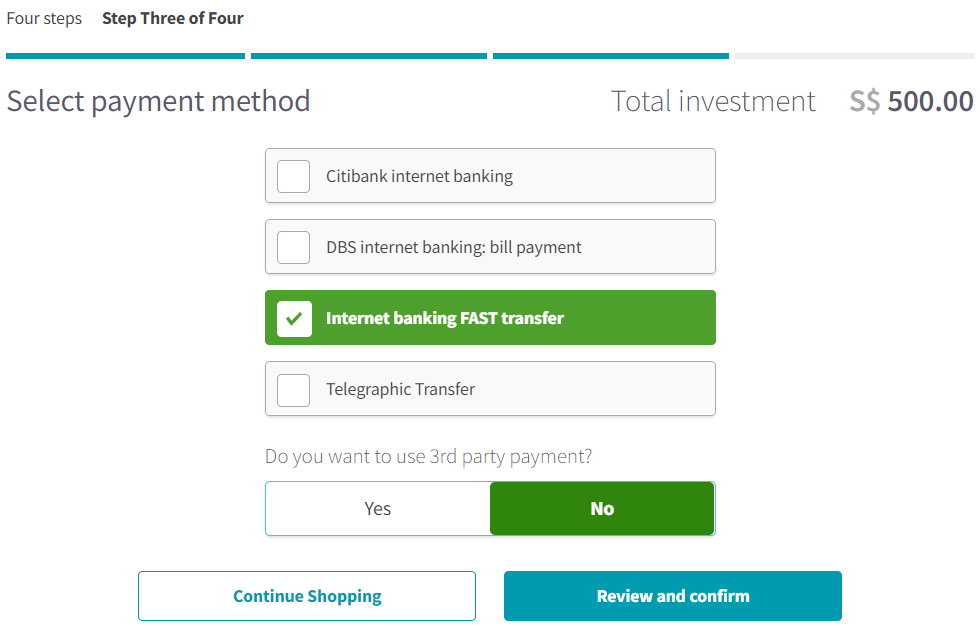 Four steps Step Three of Four
Select payment method Total investment S$ 500.00
Citibank internet banking
DBS internet banking: bill payment
Internet banking FAST transfer
Telegraphic Transfer
Do you want to use 3rd party payment?
Yes No
Continue Shopping Review and confirm